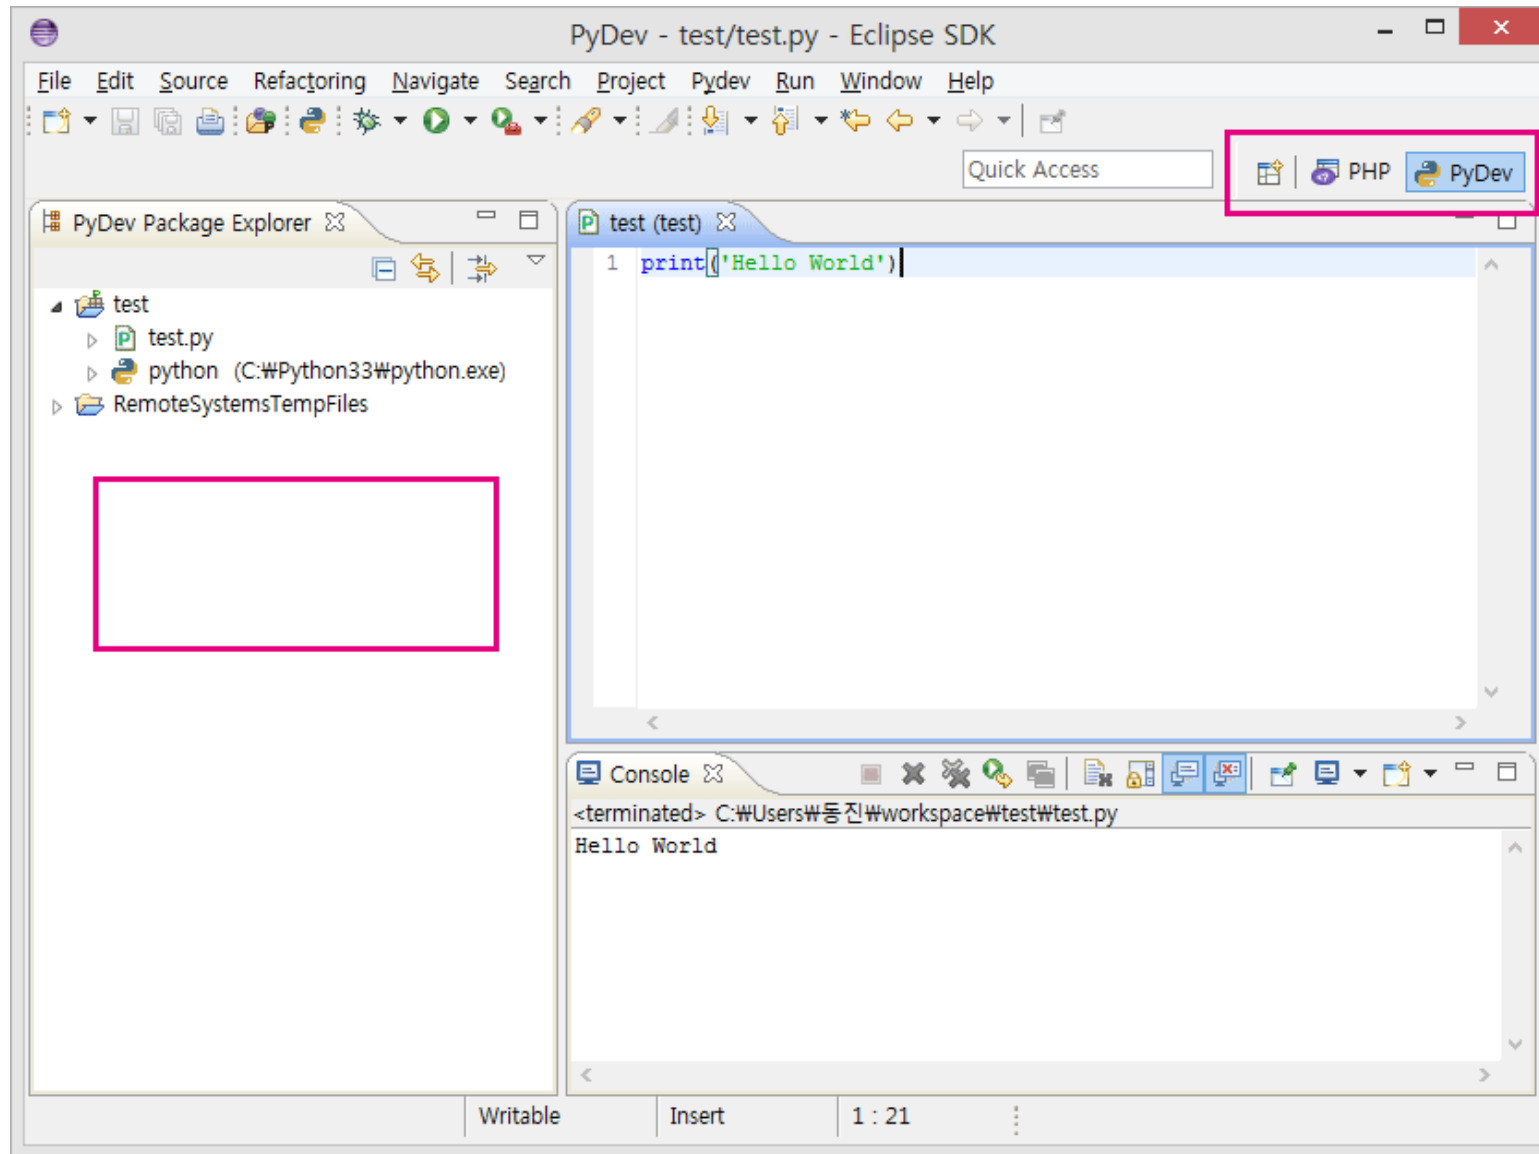 PyDev - test/test.py - Eclipse SDK
File Edit Source Refactoring Navigate Search Project Pydev Run Window Help
Quick Access
PHP PyDev
PyDev Package Explorer
test (test)
test
test.py
python (C:₩Python33₩python.exe)
RemoteSystemsTempFiles
1 print('Hello World')
Console
<terminated> C:₩Users₩동진₩workspace₩test₩test.py
Hello World
Writable Insert 1 : 21